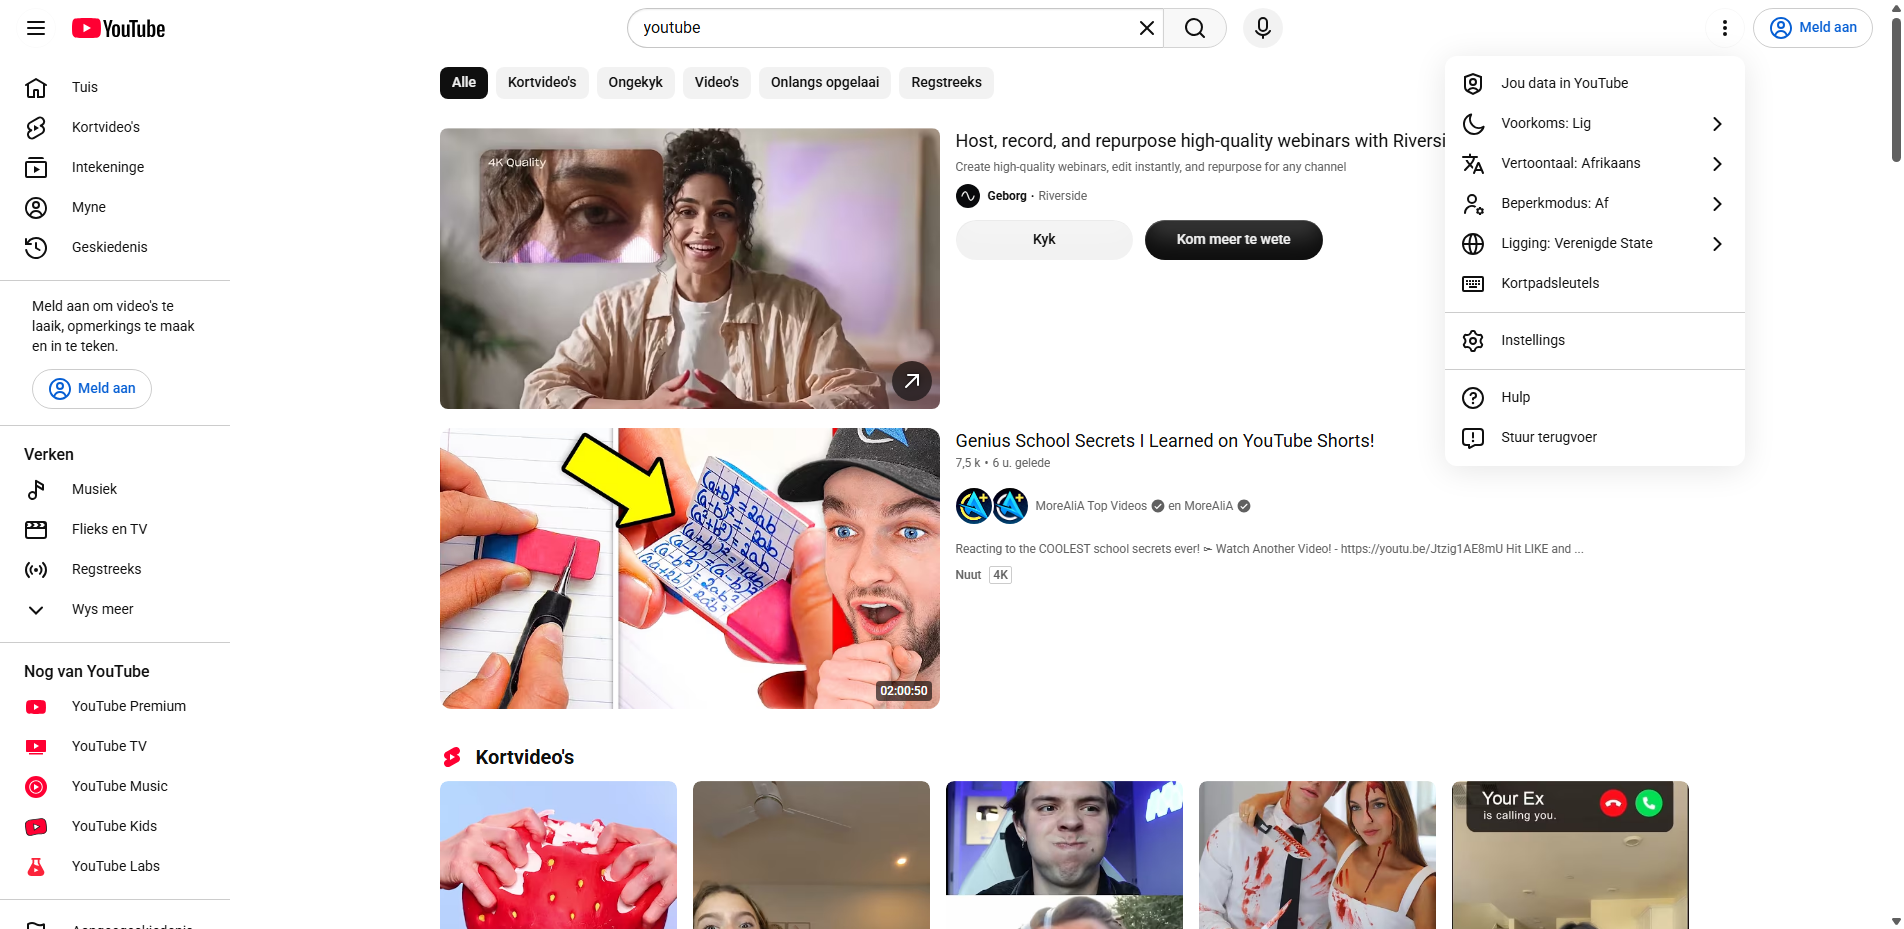 YouTube
youtube
Meld aan
Tuis
Kortvideo's
Intekeninge
Myne
Geskiedenis
Meld aan om video's te
laaik, opmerkings te maak
en in te teken.
Meld aan
Verken
Musiek
Flieks en TV
Regstreeks
Wys meer
Nog van YouTube
YouTube Premium
YouTube TV
YouTube Music
YouTube Kids
YouTube Labs
Alle
Kortvideo's
Ongekyk
Video's
Onlangs opgelaai
Regstreeks
4K Quality
Host, record, and repurpose high-quality webinars with Riversi
Create high-quality webinars, edit instantly, and repurpose for any channel
Geborg · Riverside
Kyk
Kom meer te wete
02:00:50
Genius School Secrets I Learned on YouTube Shorts!
7,5 k • 6 u. gelede
MoreAliA Top Videos en MoreAliA
Reacting to the COOLEST school secrets ever! ➣ Watch Another Video! - https://youtu.be/Jtzig1AE8mU Hit LIKE and ...
Nuut 4K
Kortvideo's
Your Ex
is calling you.
Jou data in YouTube
Voorkoms: Lig
Vertoontaal: Afrikaans
Beperkmodus: Af
Ligging: Verenigde State
Kortpadsleutels
Instellings
Hulp
Stuur terugvoer